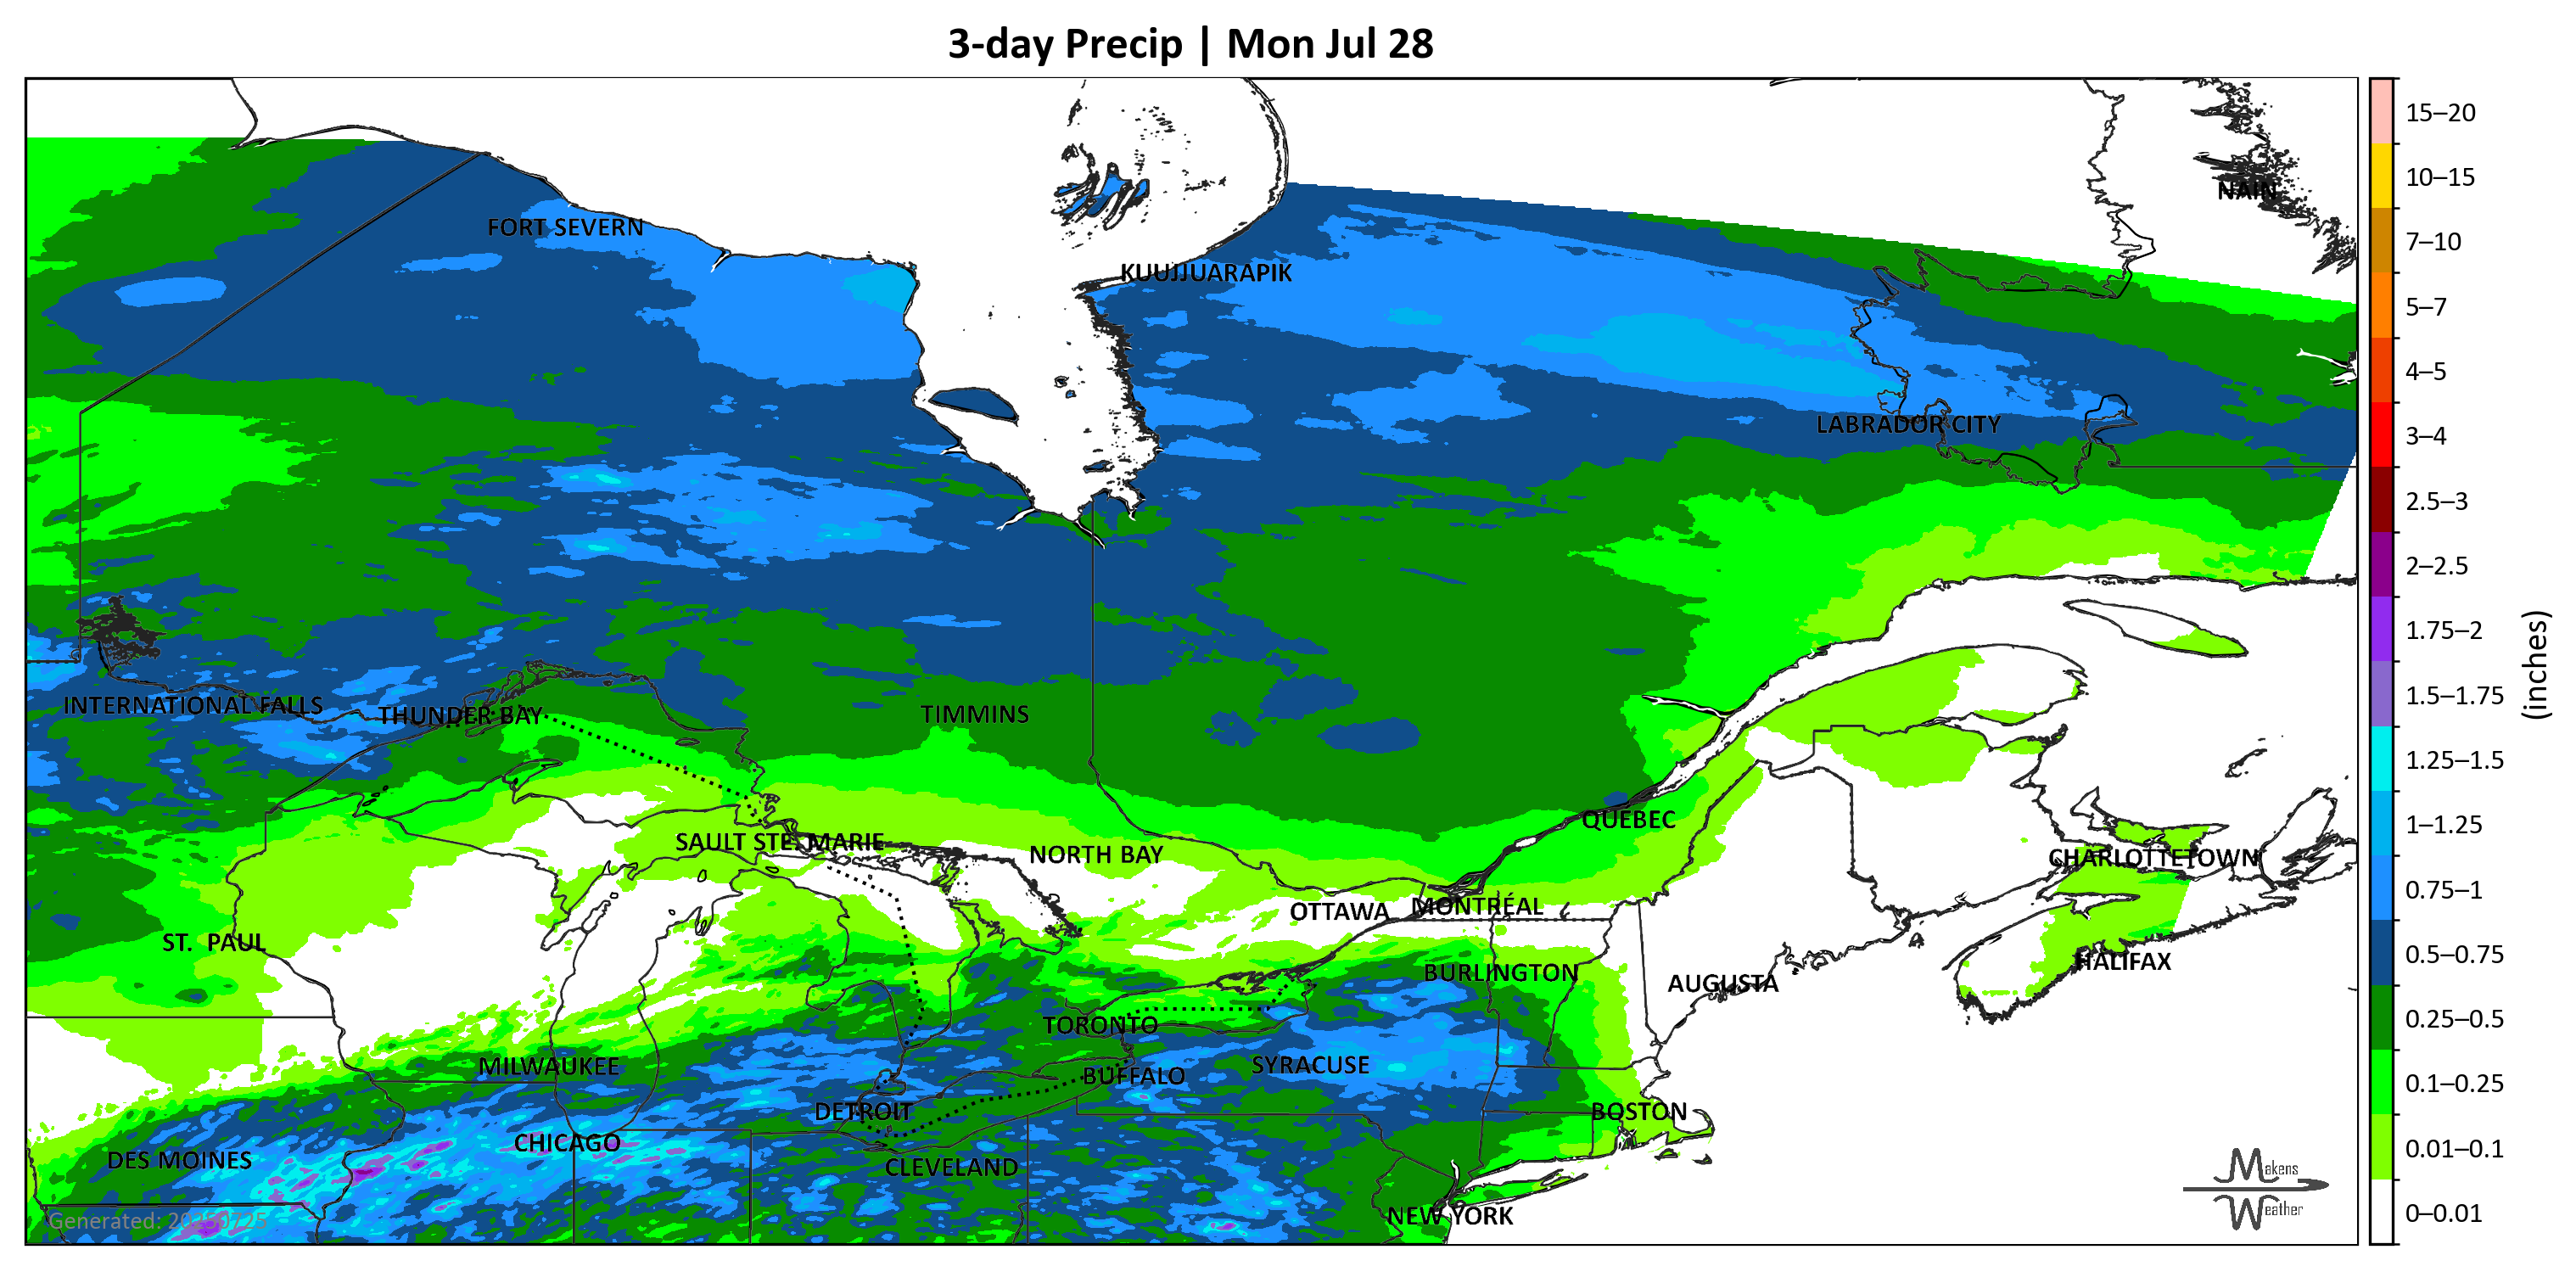 3-day Precip | Mon Jul 28
NAIN
FORT SEVERN
KUUJJUARAPIK
LABRADOR CITY
INTERNATIONAL FALLS
THUNDER BAY
TIMMINS
QUEBEC
SAULT STE. MARIE
NORTH BAY
CHARLOTTETOWN
OTTAWA
MONTRÉAL
ST. PAUL
HALIFAX
BURLINGTON
AUGUSTA
TORONTO
MILWAUKEE
SYRACUSE
BUFFALO
DETROIT
BOSTON
CHICAGO
DES MOINES
CLEVELAND
NEW YORK
Generated: 20250725
Makens
Weather
15–20
10–15
7–10
5–7
4–5
3–4
2.5–3
2–2.5
1.75–2
1.5–1.75
1.25–1.5
1–1.25
0.75–1
0.5–0.75
0.25–0.5
0.1–0.25
0.01–0.1
0–0.01
(inches)